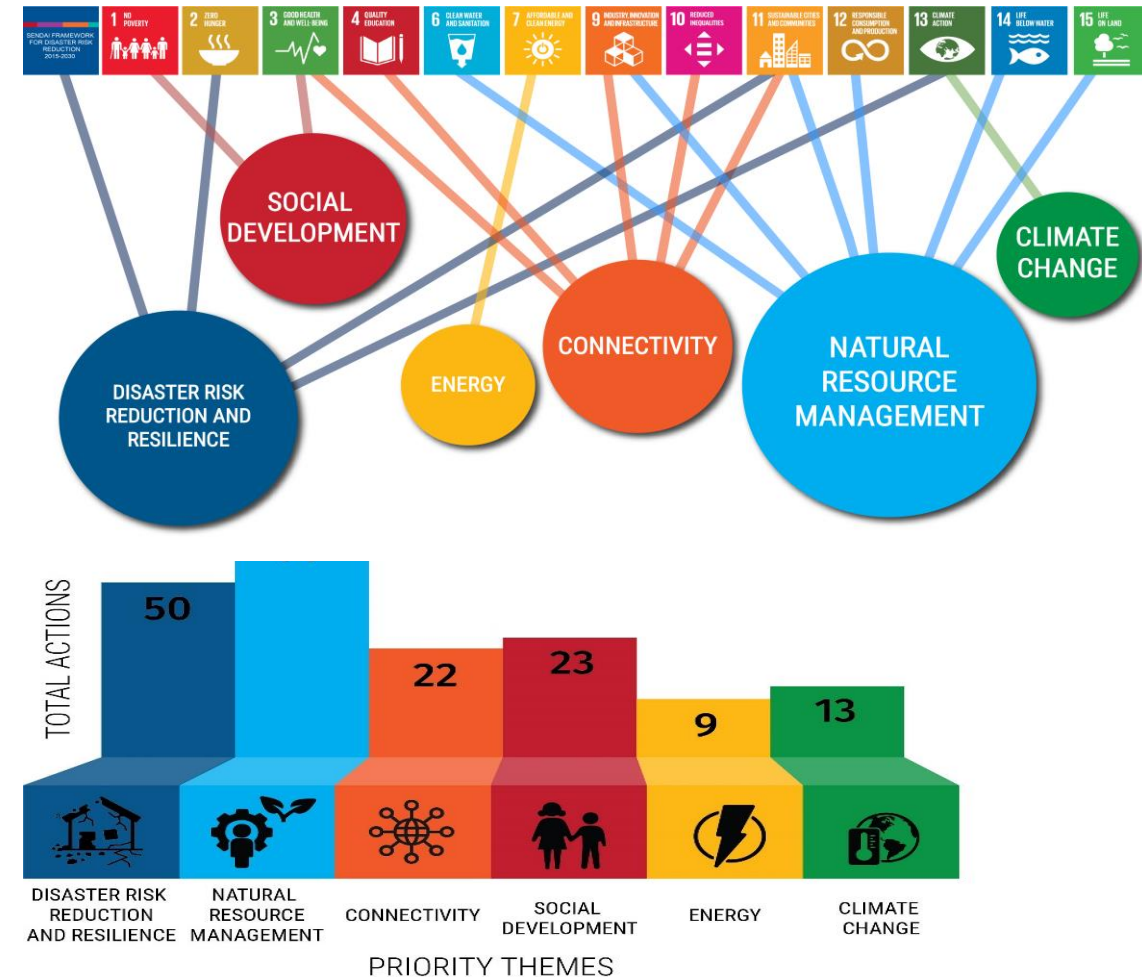 SENDAI FRAMEWORK
FOR DISASTER RISK
REDUCTION
2015-2030
1 NO
POVERTY
2 ZERO
HUNGER
3 GOOD HEALTH
AND WELL-BEING
4 QUALITY
EDUCATION
6 CLEAN WATER
AND SANITATION
7 AFFORDABLE AND
CLEAN ENERGY
9 INDUSTRY, INNOVATION
AND INFRASTRUCTURE
10 REDUCED
INEQUALITIES
11 SUSTAINABLE CITIES
AND COMMUNITIES
12 RESPONSIBLE
CONSUMPTION
AND PRODUCTION
13 CLIMATE
ACTION
14 LIFE
BELOW WATER
15 LIFE
ON LAND
SOCIAL
DEVELOPMENT
CLIMATE
CHANGE
DISASTER RISK
REDUCTION AND
RESILIENCE
ENERGY
CONNECTIVITY
NATURAL
RESOURCE
MANAGEMENT
TOTAL ACTIONS
50
22
23
9
13
DISASTER RISK
REDUCTION
AND RESILIENCE
NATURAL
RESOURCE
MANAGEMENT
CONNECTIVITY
SOCIAL
DEVELOPMENT
ENERGY
CLIMATE
CHANGE
PRIORITY THEMES